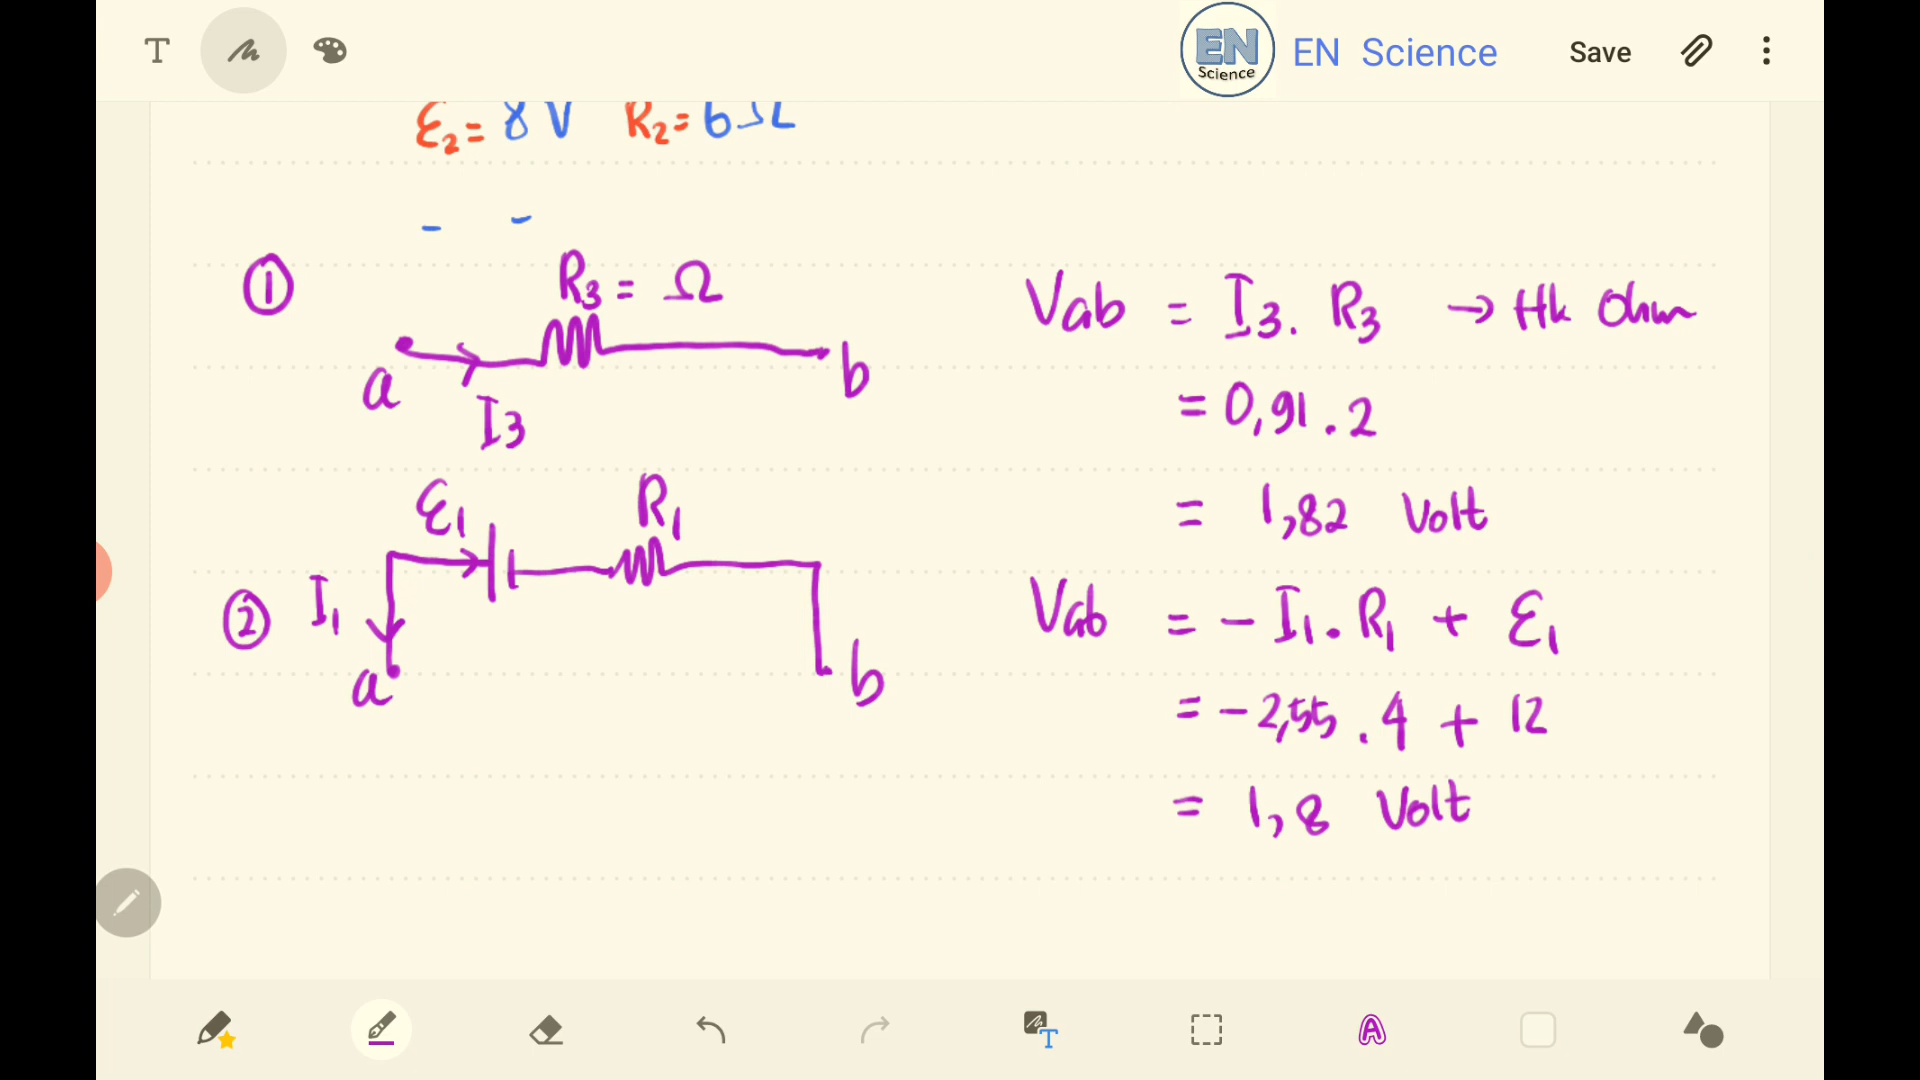 T
EN Science
EN Science
Save
ε₂ = 8 V R₂ = 6 Ω
- -
① R₃ = Ω
a b
I₃
Vab = I₃ . R₃ → Hk Ohm
= 0,91 . 2
= 1,82 Volt
② ε₁ R₁
I₁
a b
Vab = - I₁ . R₁ + ε₁
= - 2,55 . 4 + 12
= 1,8 Volt
T
A